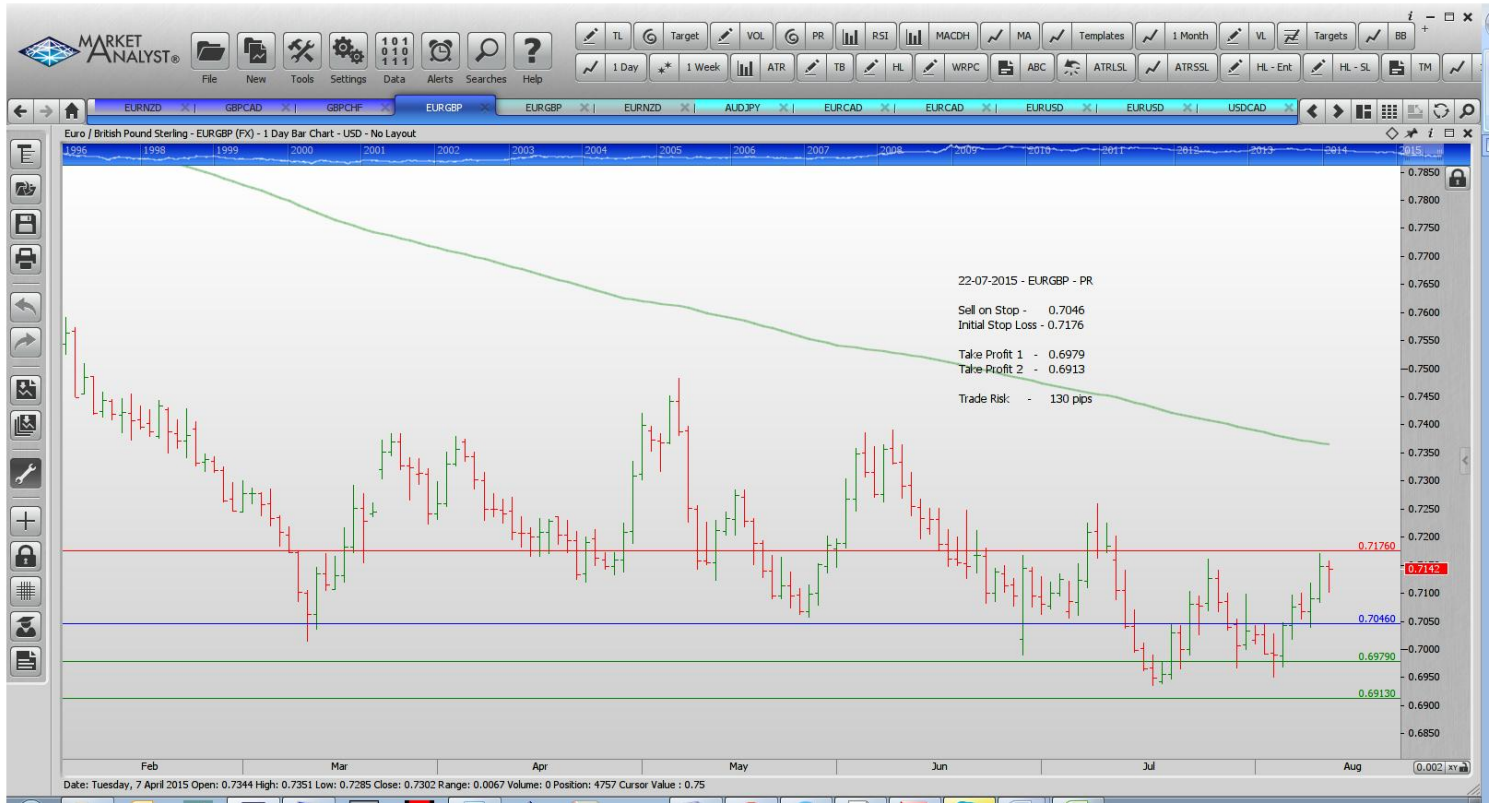 MARKET
ANALYST®
File New Tools Settings Data Alerts Searches Help
TL Target VOL PR RSI MACDH MA Templates 1 Month VL Targets BB
1 Day 1 Week ATR TB HL WRPC ABC ATRLSL ATRSSL HL - Ent HL - SL TM
EURNZD GBPCAD GBPCHF EURGBP EURGBP EURNZD AUDJPY EURCAD EURCAD EURUSD EURUSD USDCAD
Euro / British Pound Sterling - EURGBP (FX) - 1 Day Bar Chart - USD - No Layout
1996 1998 1999 2000 2001 2002 2003 2004 2005 2006 2007 2008 2009 2010 2011 2012 2013 2014 2015
0.7850
0.7800
0.7750
0.7700
22-07-2015 - EURGBP - PR
0.7650
Sell on Stop - 0.7046
0.7600
Initial Stop Loss - 0.7176
0.7550
Take Profit 1 - 0.6979
Take Profit 2 - 0.6913
0.7500
Trade Risk - 130 pips
0.7450
0.7400
0.7350
0.7300
0.7250
0.7200
0.71760
0.7142
0.7100
0.70460
0.7050
0.7000
0.69790
0.6950
0.69130
0.6900
0.6850
Feb Mar Apr May Jun Jul Aug
0.002 XY
Date: Tuesday, 7 April 2015 Open: 0.7344 High: 0.7351 Low: 0.7285 Close: 0.7302 Range: 0.0067 Volume: 0 Position: 4757 Cursor Value : 0.75